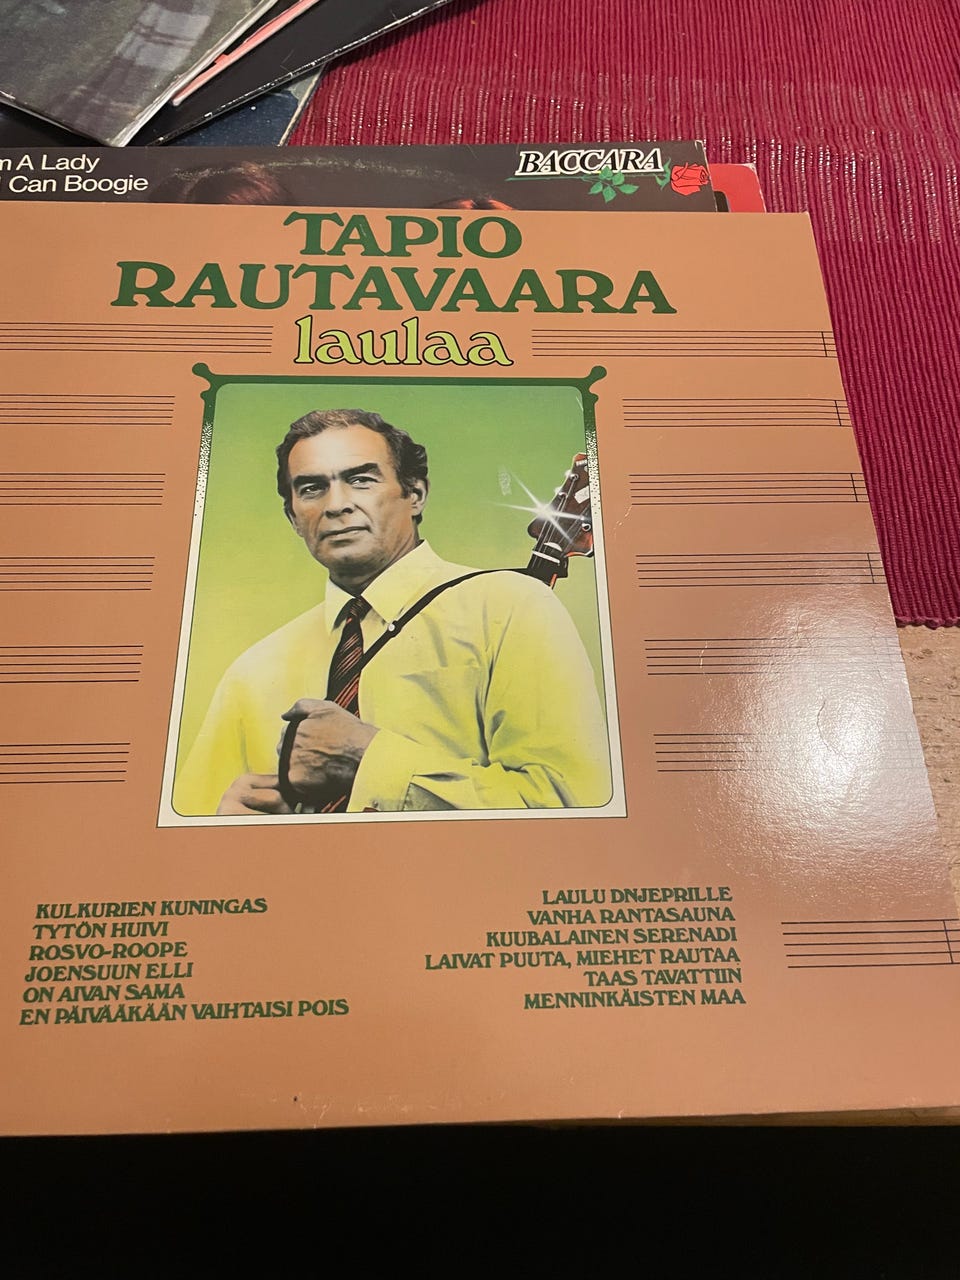 m A Lady
Can Boogie
BACCARA
TAPIO
RAUTAVAARA
laulaa
KULKURIEN KUNINGAS
TYTÖN HUIVI
ROSVO-ROOPE
JOENSUUN ELLI
ON AIVAN SAMA
EN PÄIVÄÄKÄÄN VAIHTAISI POIS
LAULU DNJEPRILLE
VANHA RANTASAUNA
KUUBALAINEN SERENADI
LAIVAT PUUTA, MIEHET RAUTAA
TAAS TAVATTIIN
MENNINKÄISTEN MAA